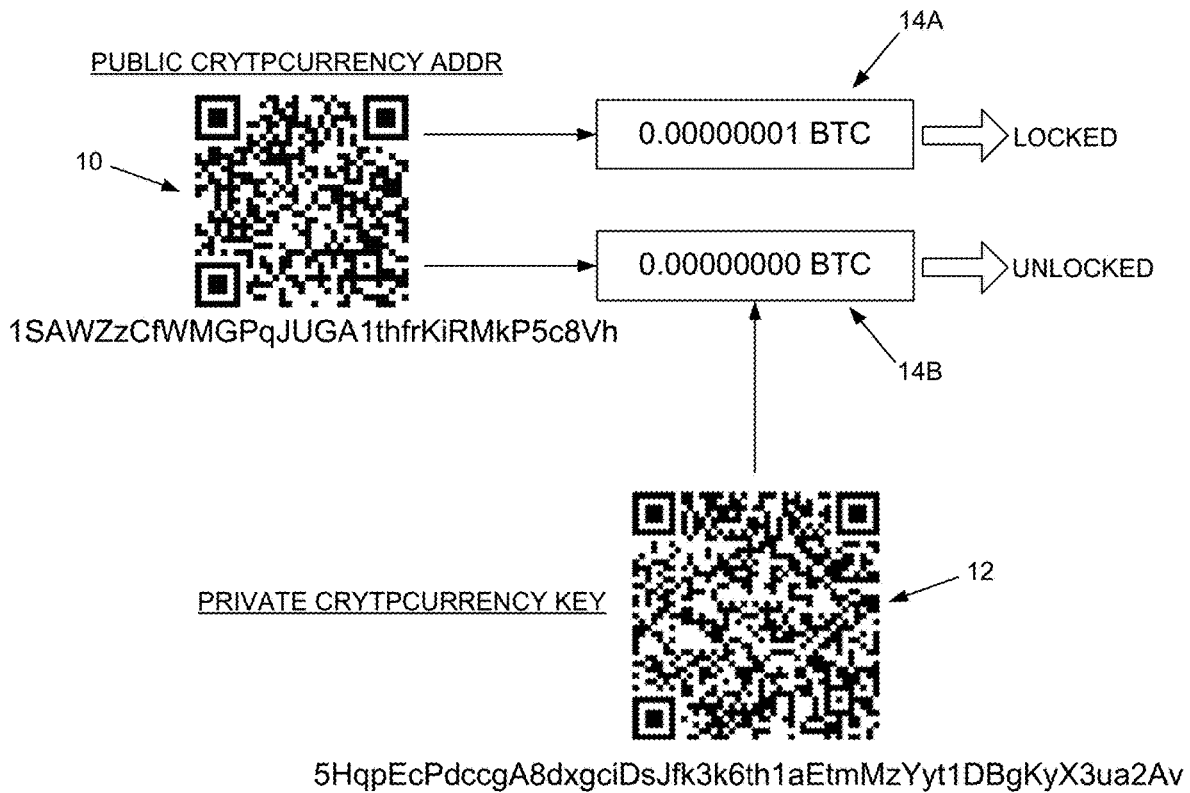 14A
PUBLIC CRYTPCURRENCY ADDR
0.00000001 BTC
LOCKED
10
0.00000000 BTC
UNLOCKED
1SAWZzCfWMGPqJUGA1thfrKiRMkP5c8Vh
14B
12
PRIVATE CRYTPCURRENCY KEY
5HqpEcPdccgA8dxgciDsJfk3k6th1aEtmMzYyt1DBgKyX3ua2Av